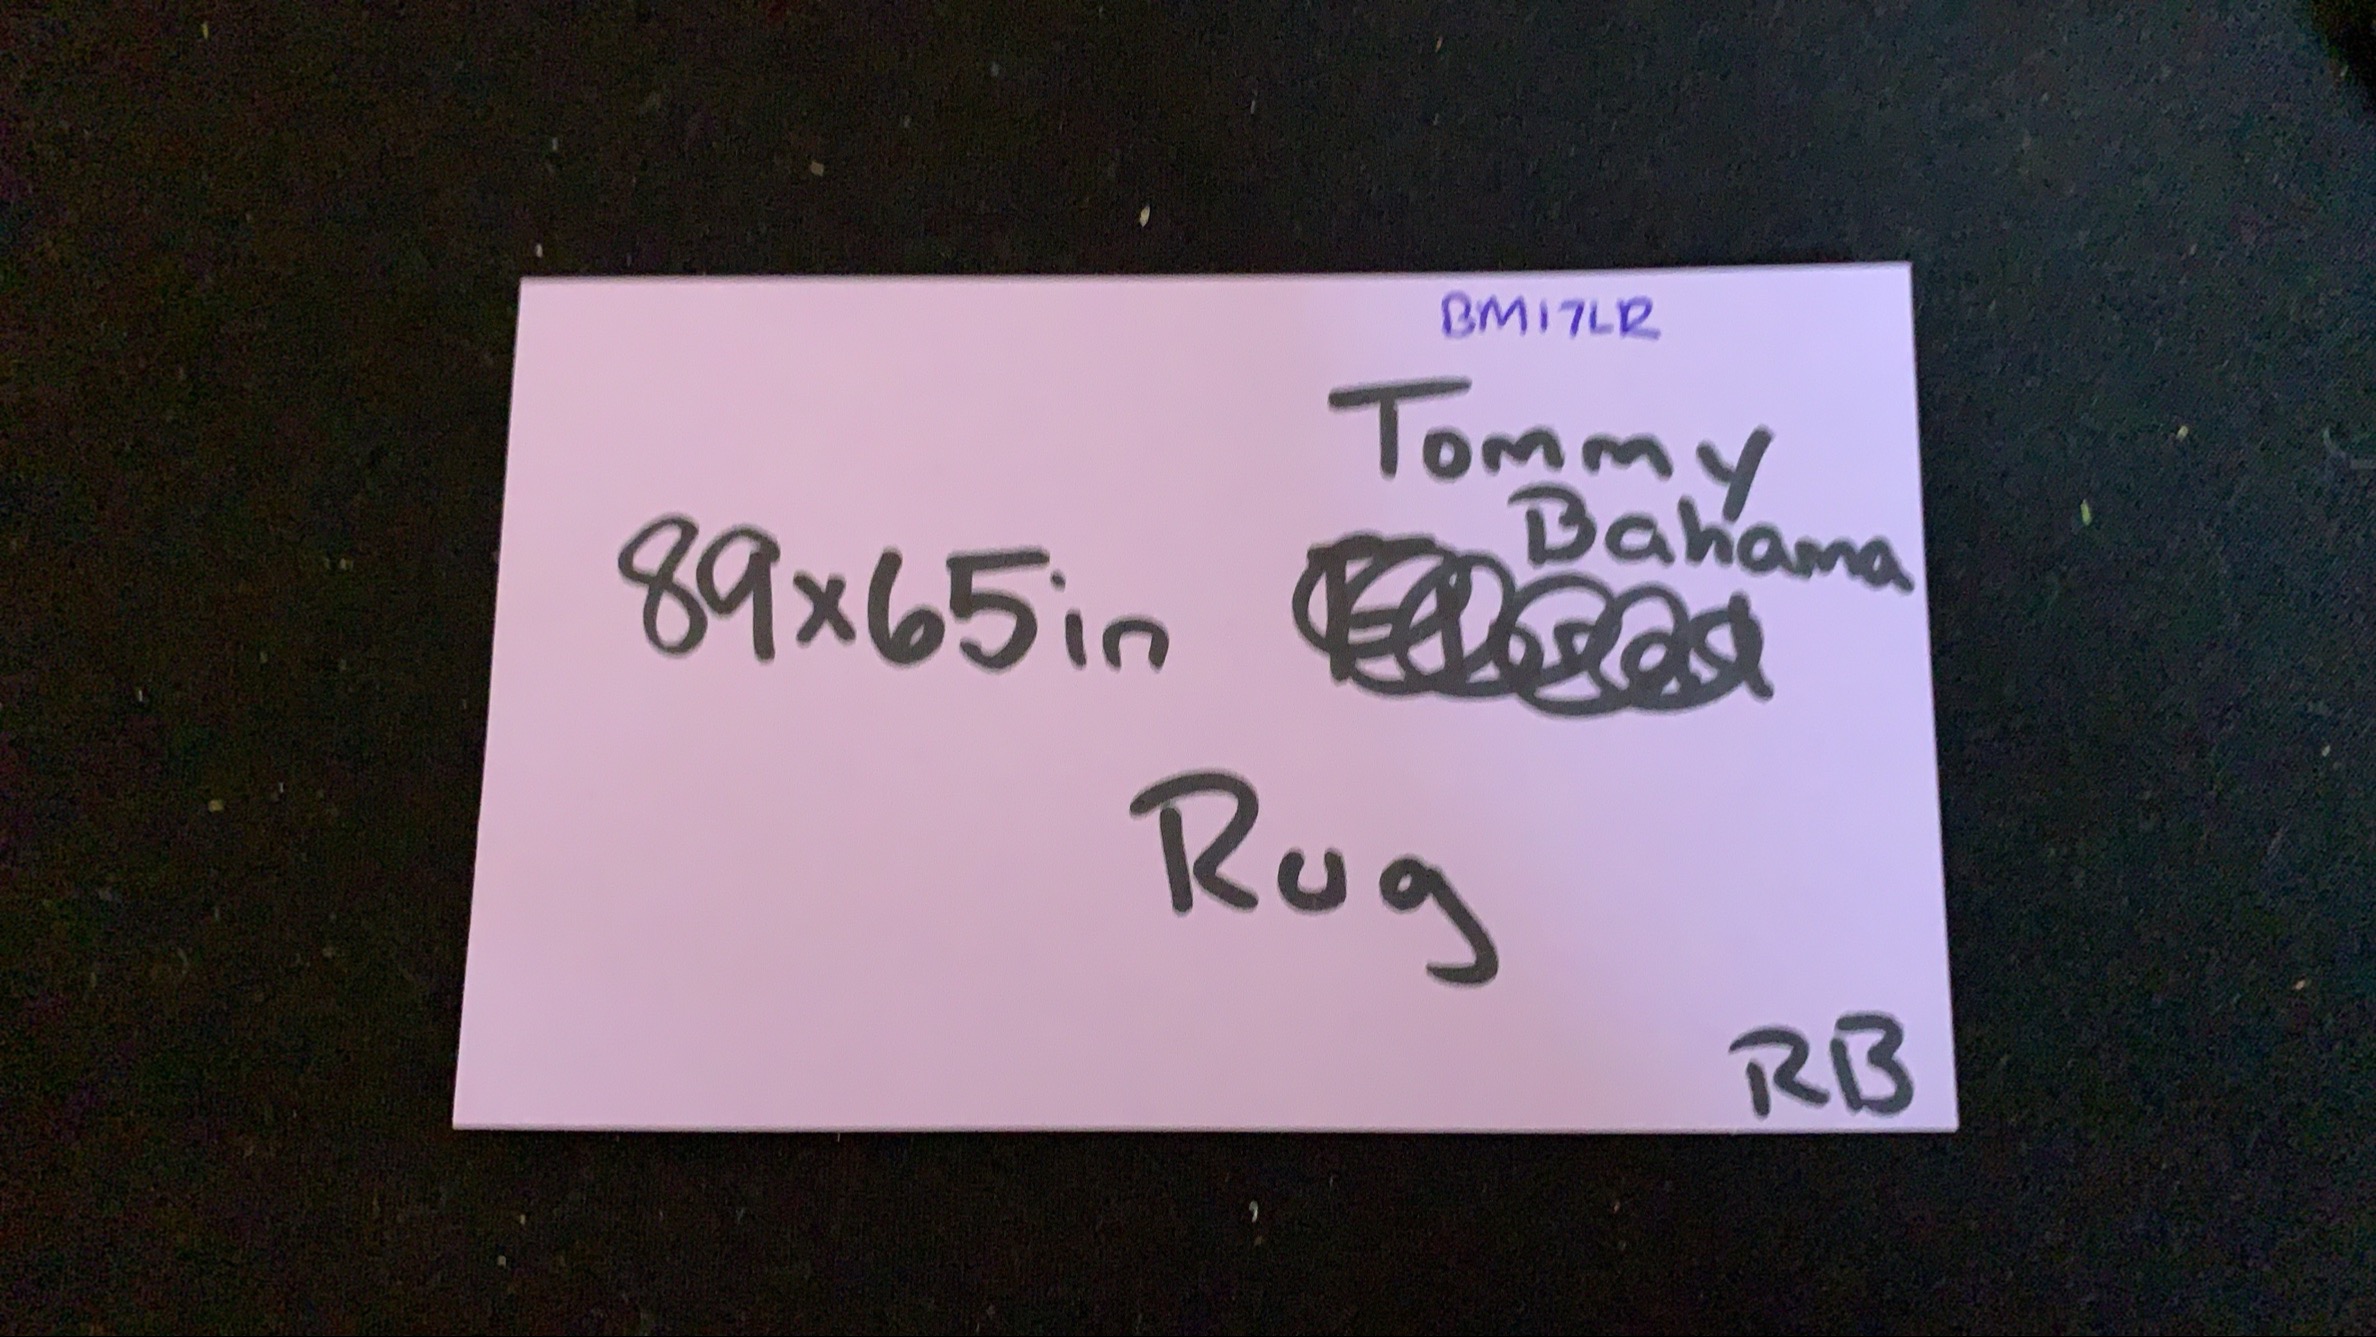 BM17LR
Tommy
Bahama
89x65in
Rug
RB